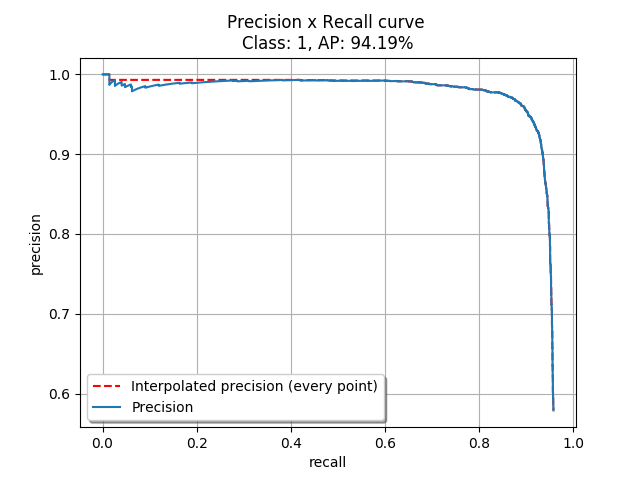 Precision x Recall curve
Class: 1, AP: 94.19%
1.0
0.9
0.8
0.7
0.6
precision
Interpolated precision (every point)
Precision
0.0 0.2 0.4 0.6 0.8 1.0
recall